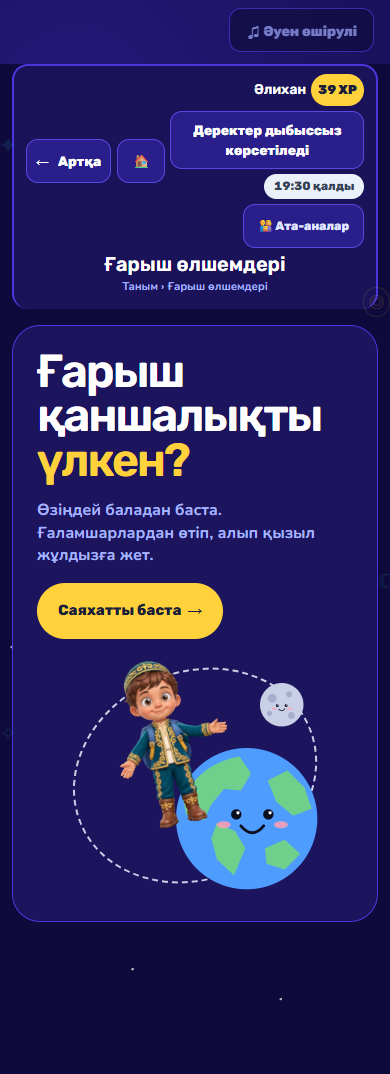 ♫ Әуен өшірулі
Әлихан 39 XP
Деректер дыбыссыз
көрсетіледі
← Артқа
19:30 қалды
Ата-аналар
Ғарыш өлшемдері
Таным › Ғарыш өлшемдері
Ғарыш
қаншалықты
үлкен?
Өзіңдей баладан баста.
Ғаламшарлардан өтіп, алып қызыл
жұлдызға жет.
Саяхатты баста →